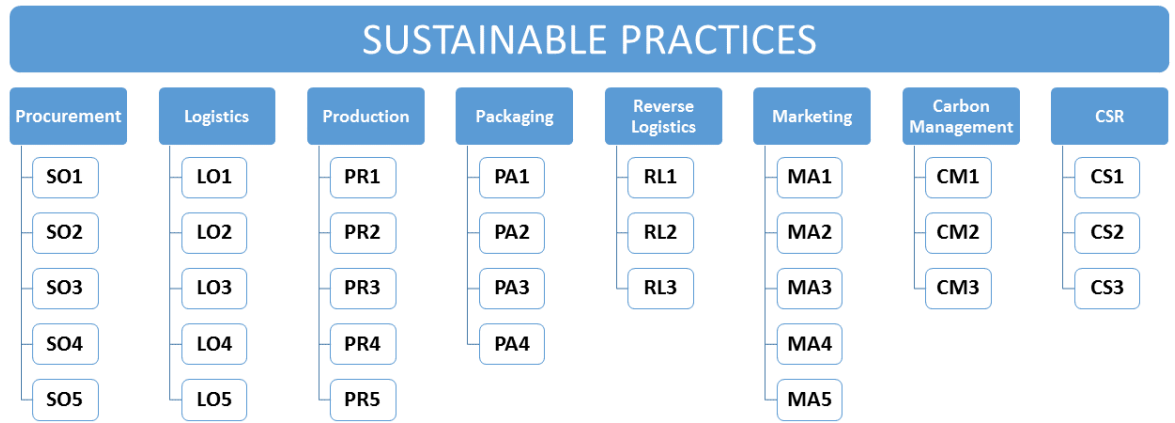 SUSTAINABLE PRACTICES
Procurement
Logistics
Production
Packaging
Reverse
Logistics
Marketing
Carbon
Management
CSR
SO1
LO1
PR1
PA1
RL1
MA1
CM1
CS1
SO2
LO2
PR2
PA2
RL2
MA2
CM2
CS2
SO3
LO3
PR3
PA3
RL3
MA3
CM3
CS3
SO4
LO4
PR4
PA4
MA4
SO5
LO5
PR5
MA5